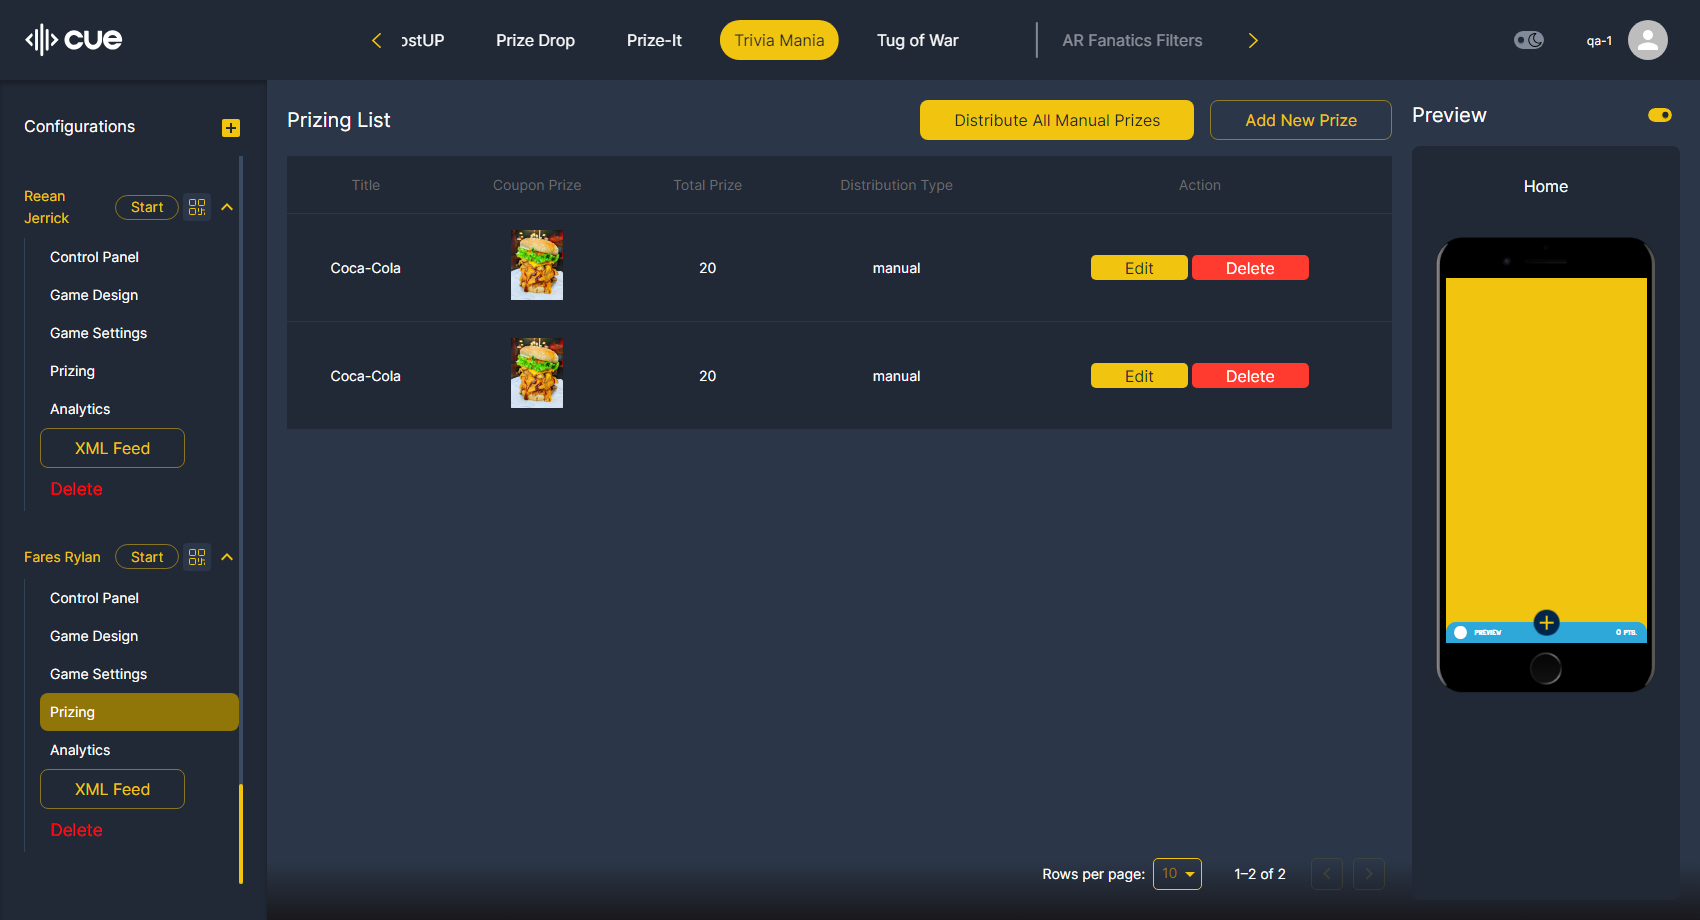 cue
ostUP
Prize Drop
Prize-It
Trivia Mania
Tug of War
AR Fanatics Filters
qa-1
Configurations
Reean
Jerrick
Start
Control Panel
Game Design
Game Settings
Prizing
Analytics
XML Feed
Delete
Fares Rylan
Start
Control Panel
Game Design
Game Settings
Prizing
Analytics
XML Feed
Delete
Prizing List
Distribute All Manual Prizes
Add New Prize
Title
Coupon Prize
Total Prize
Distribution Type
Action
Coca-Cola
20
manual
Edit
Delete
Coca-Cola
20
manual
Edit
Delete
Rows per page:
10
1–2 of 2
Preview
Home
PREVIEW
0 PTS.